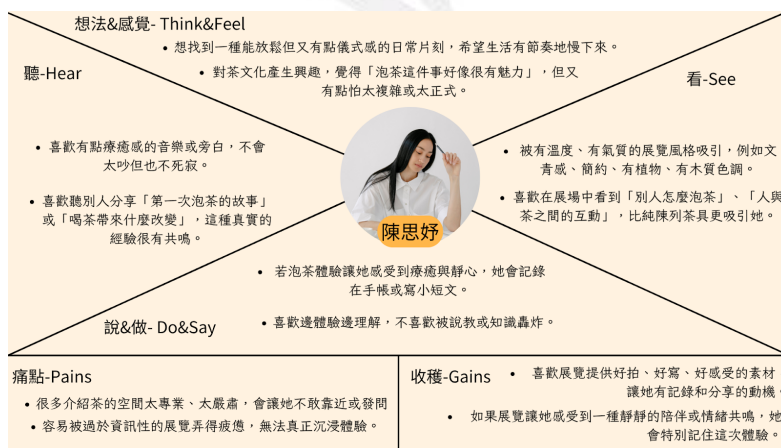 想法&感覺- Think&Feel
• 想找到一種能放鬆但又有點儀式感的日常片刻，希望生活有節奏地慢下來。
• 對茶文化產生興趣，覺得「泡茶這件事好像很有魅力」，但又
有點怕太複雜或太正式。
聽-Hear
• 喜歡有點療癒感的音樂或旁白，不會
太吵但也不死寂。
• 喜歡聽別人分享「第一次泡茶的故事」
或「喝茶帶來什麼改變」，這種真實的
經驗很有共鳴。
看-See
• 被有溫度、有氣質的展覽風格吸引，例如文
青感、簡約、有植物、有木質色調。
• 喜歡在展場中看到「別人怎麼泡茶」、「人與
茶之間的互動」，比純陳列茶具更吸引她。
陳思妤
• 若泡茶體驗讓她感受到療癒與靜心，她會記錄
在手帳或寫小短文。
說&做- Do&Say
• 喜歡邊體驗邊理解，不喜歡被說教或知識轟炸。
痛點-Pains
• 很多介紹茶的空間太專業、太嚴肅，會讓她不敢靠近或發問
• 容易被過於資訊性的展覽弄得疲憊，無法真正沉浸體驗。
收穫-Gains
• 喜歡展覽提供好拍、好寫、好感受的素材
讓她有記錄和分享的動機。
• 如果展覽讓她感受到一種靜靜的陪伴或情緒共鳴，她
會特別記住這次體驗。